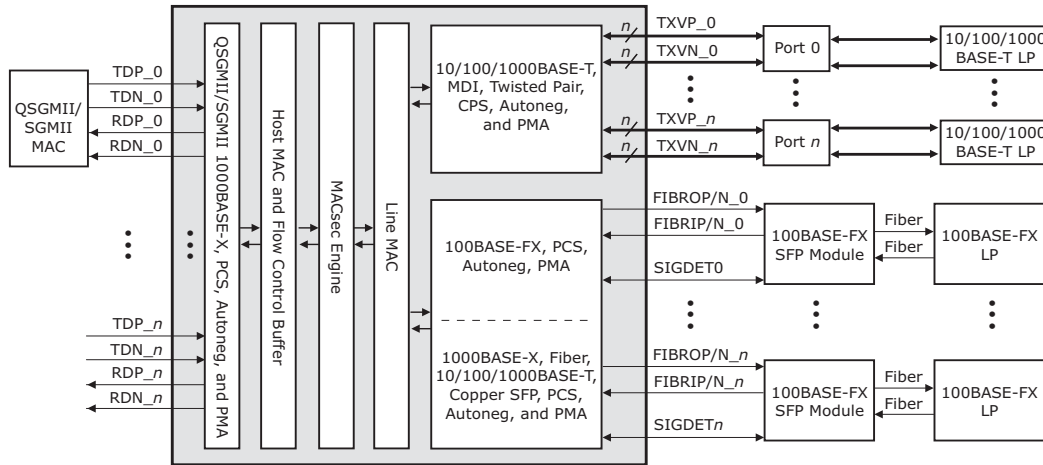 QSGMII/
SGMII
MAC
TDP_0
TDN_0
RDP_0
RDN_0
TDP_n
TDN_n
RDP_n
RDN_n
QSGMII/SGMII 1000BASE-X, PCS, Autoneg, and PMA
Host MAC and Flow Control
Buffer
MACsec Engine
Line MAC
10/100/1000BASE-T,
MDI, Twisted Pair,
CPS, Autoneg,
and PMA
100BASE-FX, PCS,
Autoneg, PMA
1000BASE-X, Fiber,
10/100/1000BASE-T,
Copper SFP, PCS,
Autoneg, and PMA
n
TXVP_0
n
TXVN_0
n
TXVP_n
n
TXVN_n
Port 0
Port n
10/100/1000
BASE-T LP
10/100/1000
BASE-T LP
FIBROP/N_0
FIBRIP/N_0
SIGDET0
100BASE-FX
SFP Module
Fiber
Fiber
100BASE-FX
LP
FIBROP/N_n
FIBRIP/N_n
SIGDETn
100BASE-FX
SFP Module
Fiber
Fiber
100BASE-FX
LP